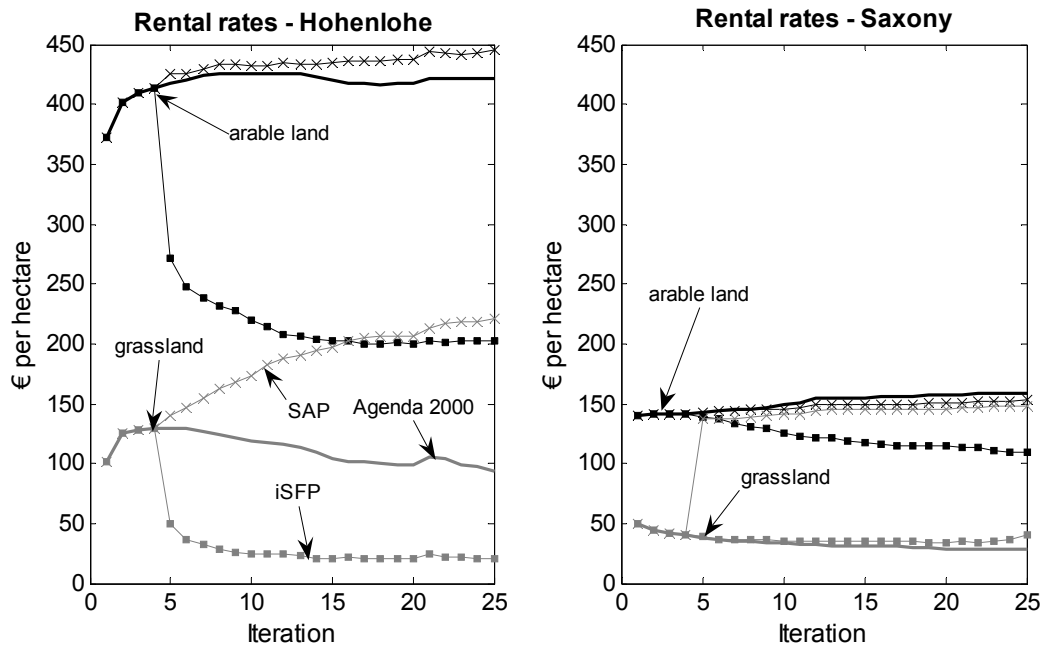 Rental rates - Hohenlohe
450
400
350
300
250
200
150
100
50
0
€ per hectare
arable land
grassland
SAP
Agenda 2000
iSFP
0 5 10 15 20 25
Iteration
Rental rates - Saxony
450
400
350
300
250
200
150
100
50
0
€ per hectare
arable land
grassland
0 5 10 15 20 25
Iteration